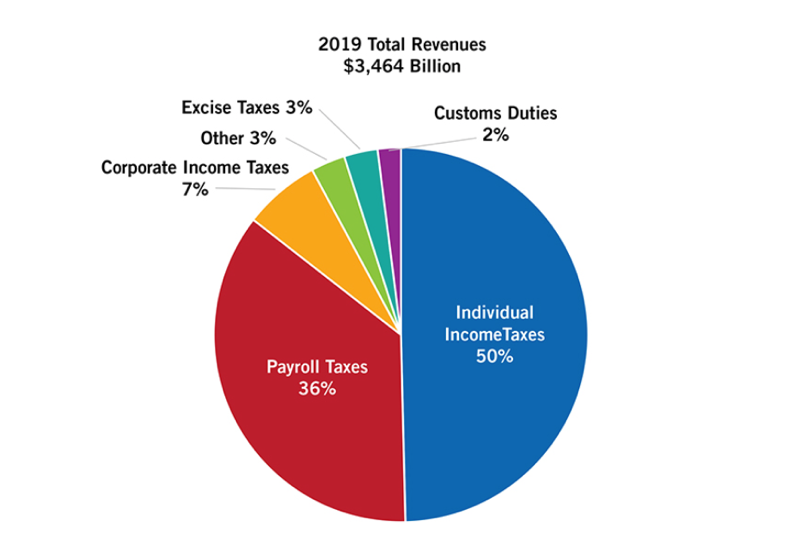 2019 Total Revenues
$3,464 Billion
Excise Taxes 3%
Customs Duties
2%
Other 3%
Corporate Income Taxes
7%
Individual
IncomeTaxes
50%
Payroll Taxes
36%